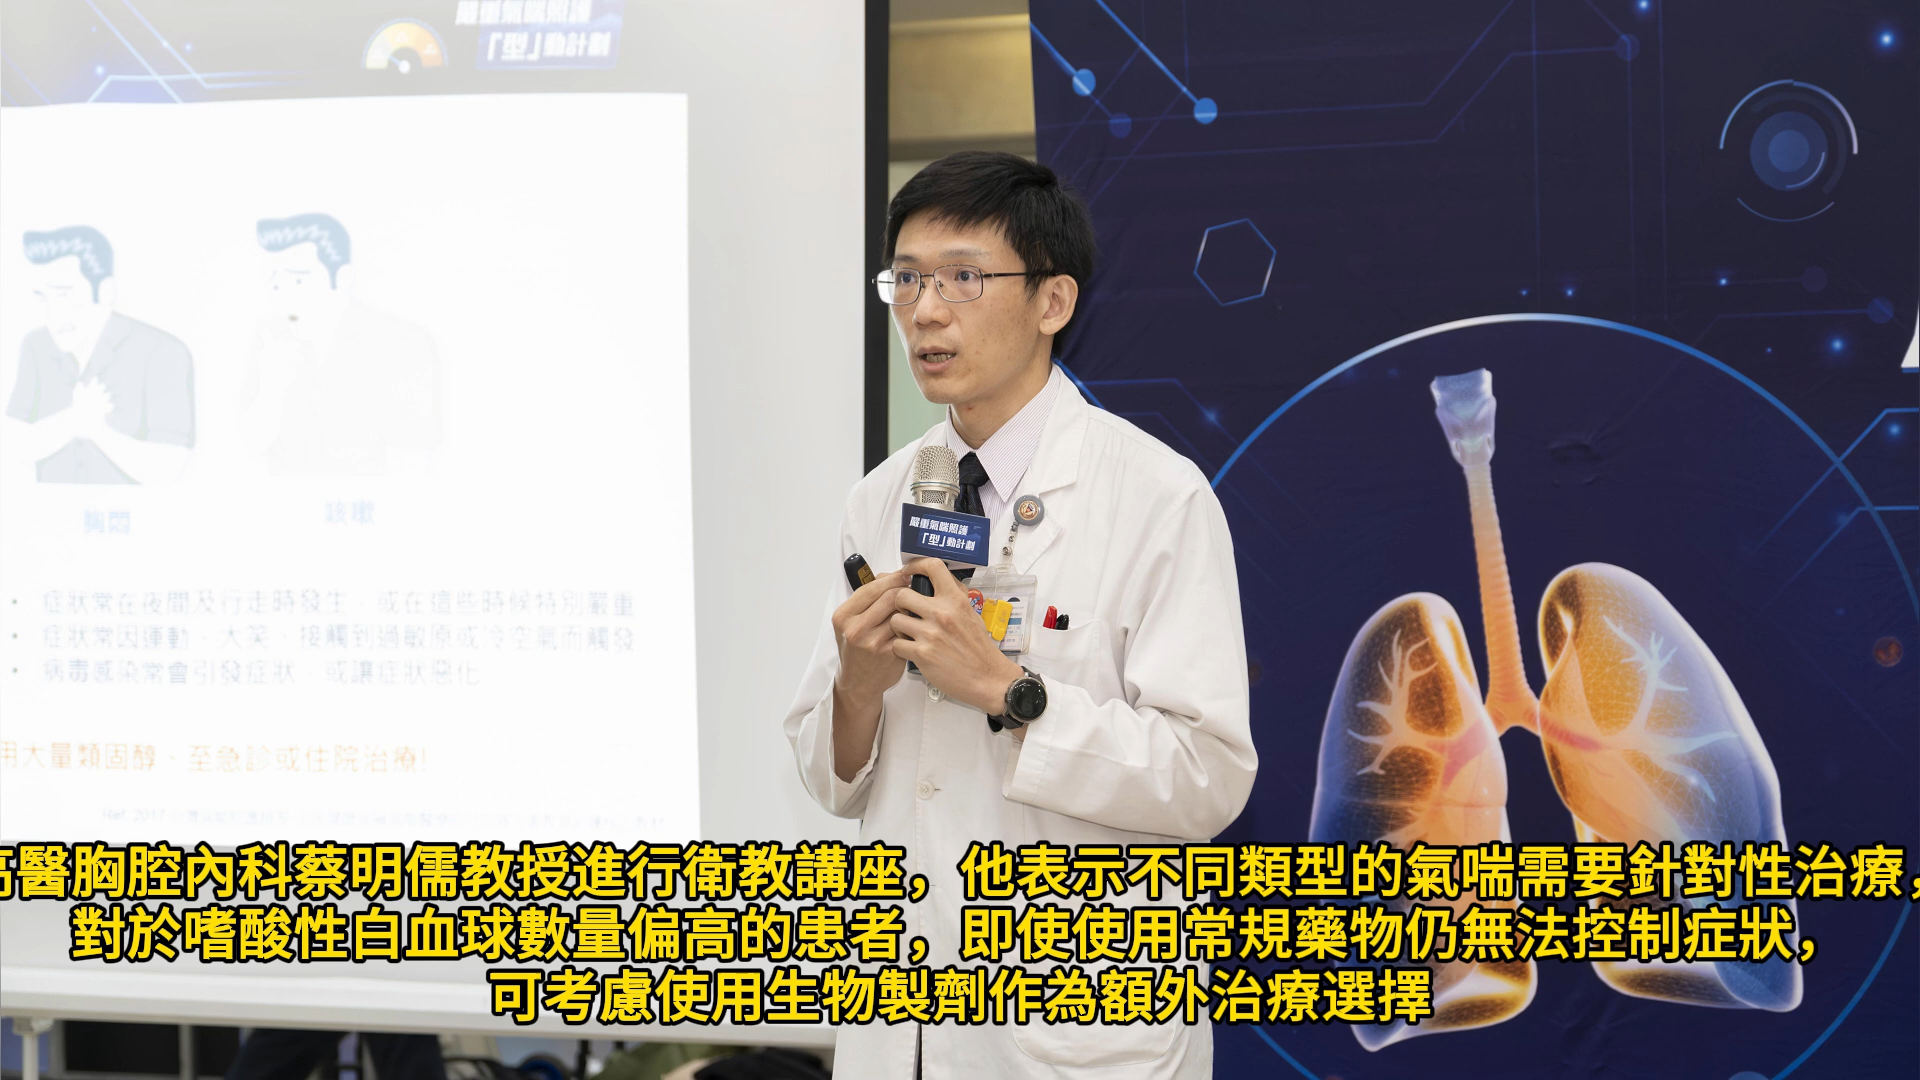 嚴重氣喘照護
「型」動計劃
胸悶
咳嗽
• 症狀常在夜間及行走時發生，或在這些時候特別嚴重
• 症狀常因運動、大笑、接觸到過敏原或冷空氣而觸發
• 病毒感染常會引發症狀，或讓症狀惡化
用大量類固醇、至急診或住院治療!
嚴重氣喘照護
「型」動計劃
高醫胸腔內科蔡明儒教授進行衛教講座，他表示不同類型的氣喘需要針對性治療，
對於嗜酸性白血球數量偏高的患者，即使使用常規藥物仍無法控制症狀，
可考慮使用生物製劑作為額外治療選擇